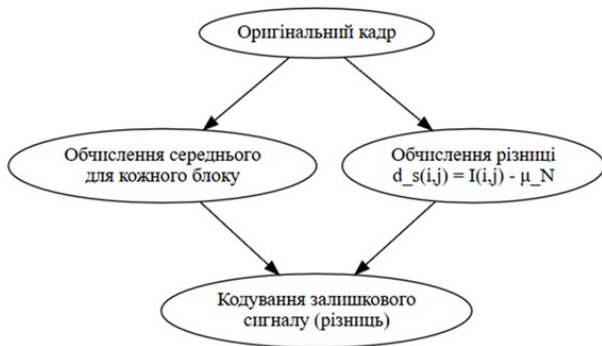 Оригінальний кадр
Обчислення середнього
для кожного блоку
Обчислення різниці
d_s(i,j) = I(i,j) - μ_N
Кодування залишкового
сигналу (різниць)